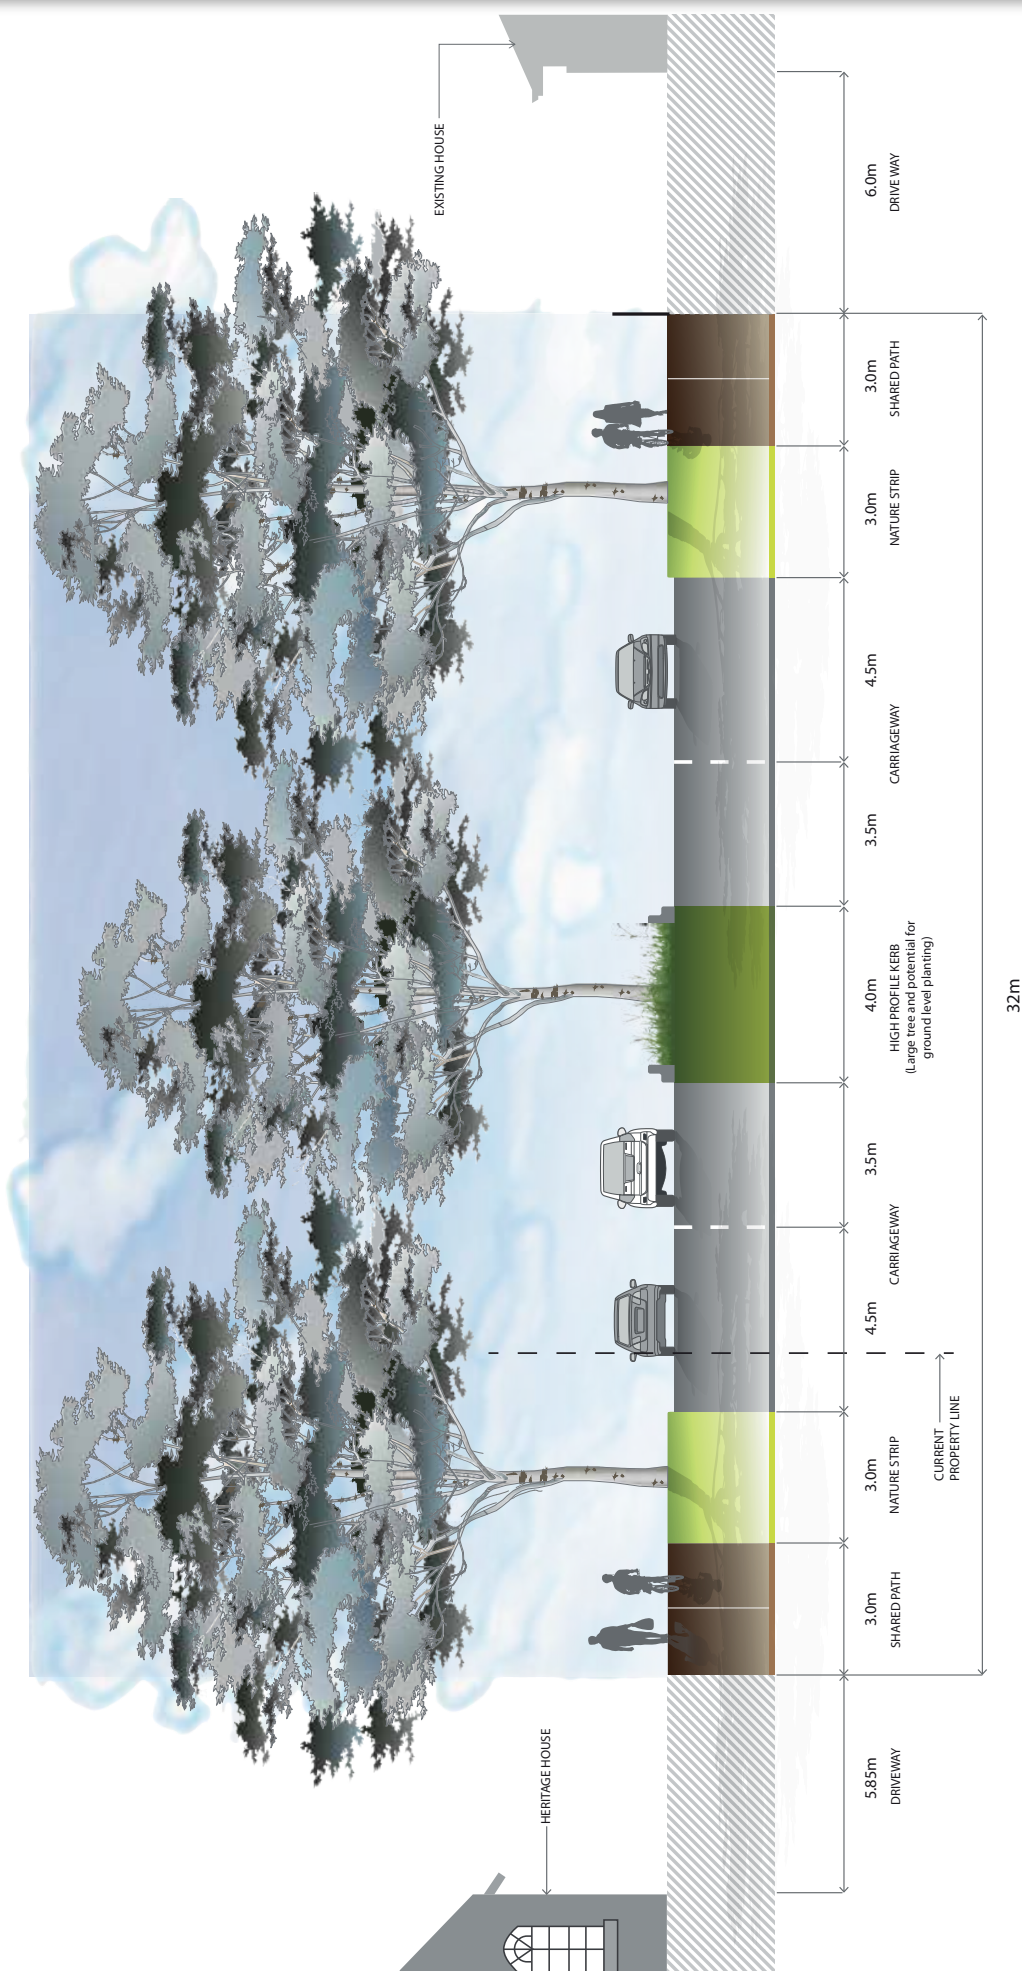 EXISTING HOUSE
HERITAGE HOUSE
5.85m
DRIVEWAY
3.0m
SHARED PATH
3.0m
NATURE STRIP
CURRENT
PROPERTY LINE
4.5m
CARRIAGEWAY
3.5m
4.0m
HIGH PROFILE KERB
(Large tree and potential for
ground level planting)
3.5m
CARRIAGEWAY
4.5m
3.0m
NATURE STRIP
3.0m
SHARED PATH
6.0m
DRIVE WAY
32m